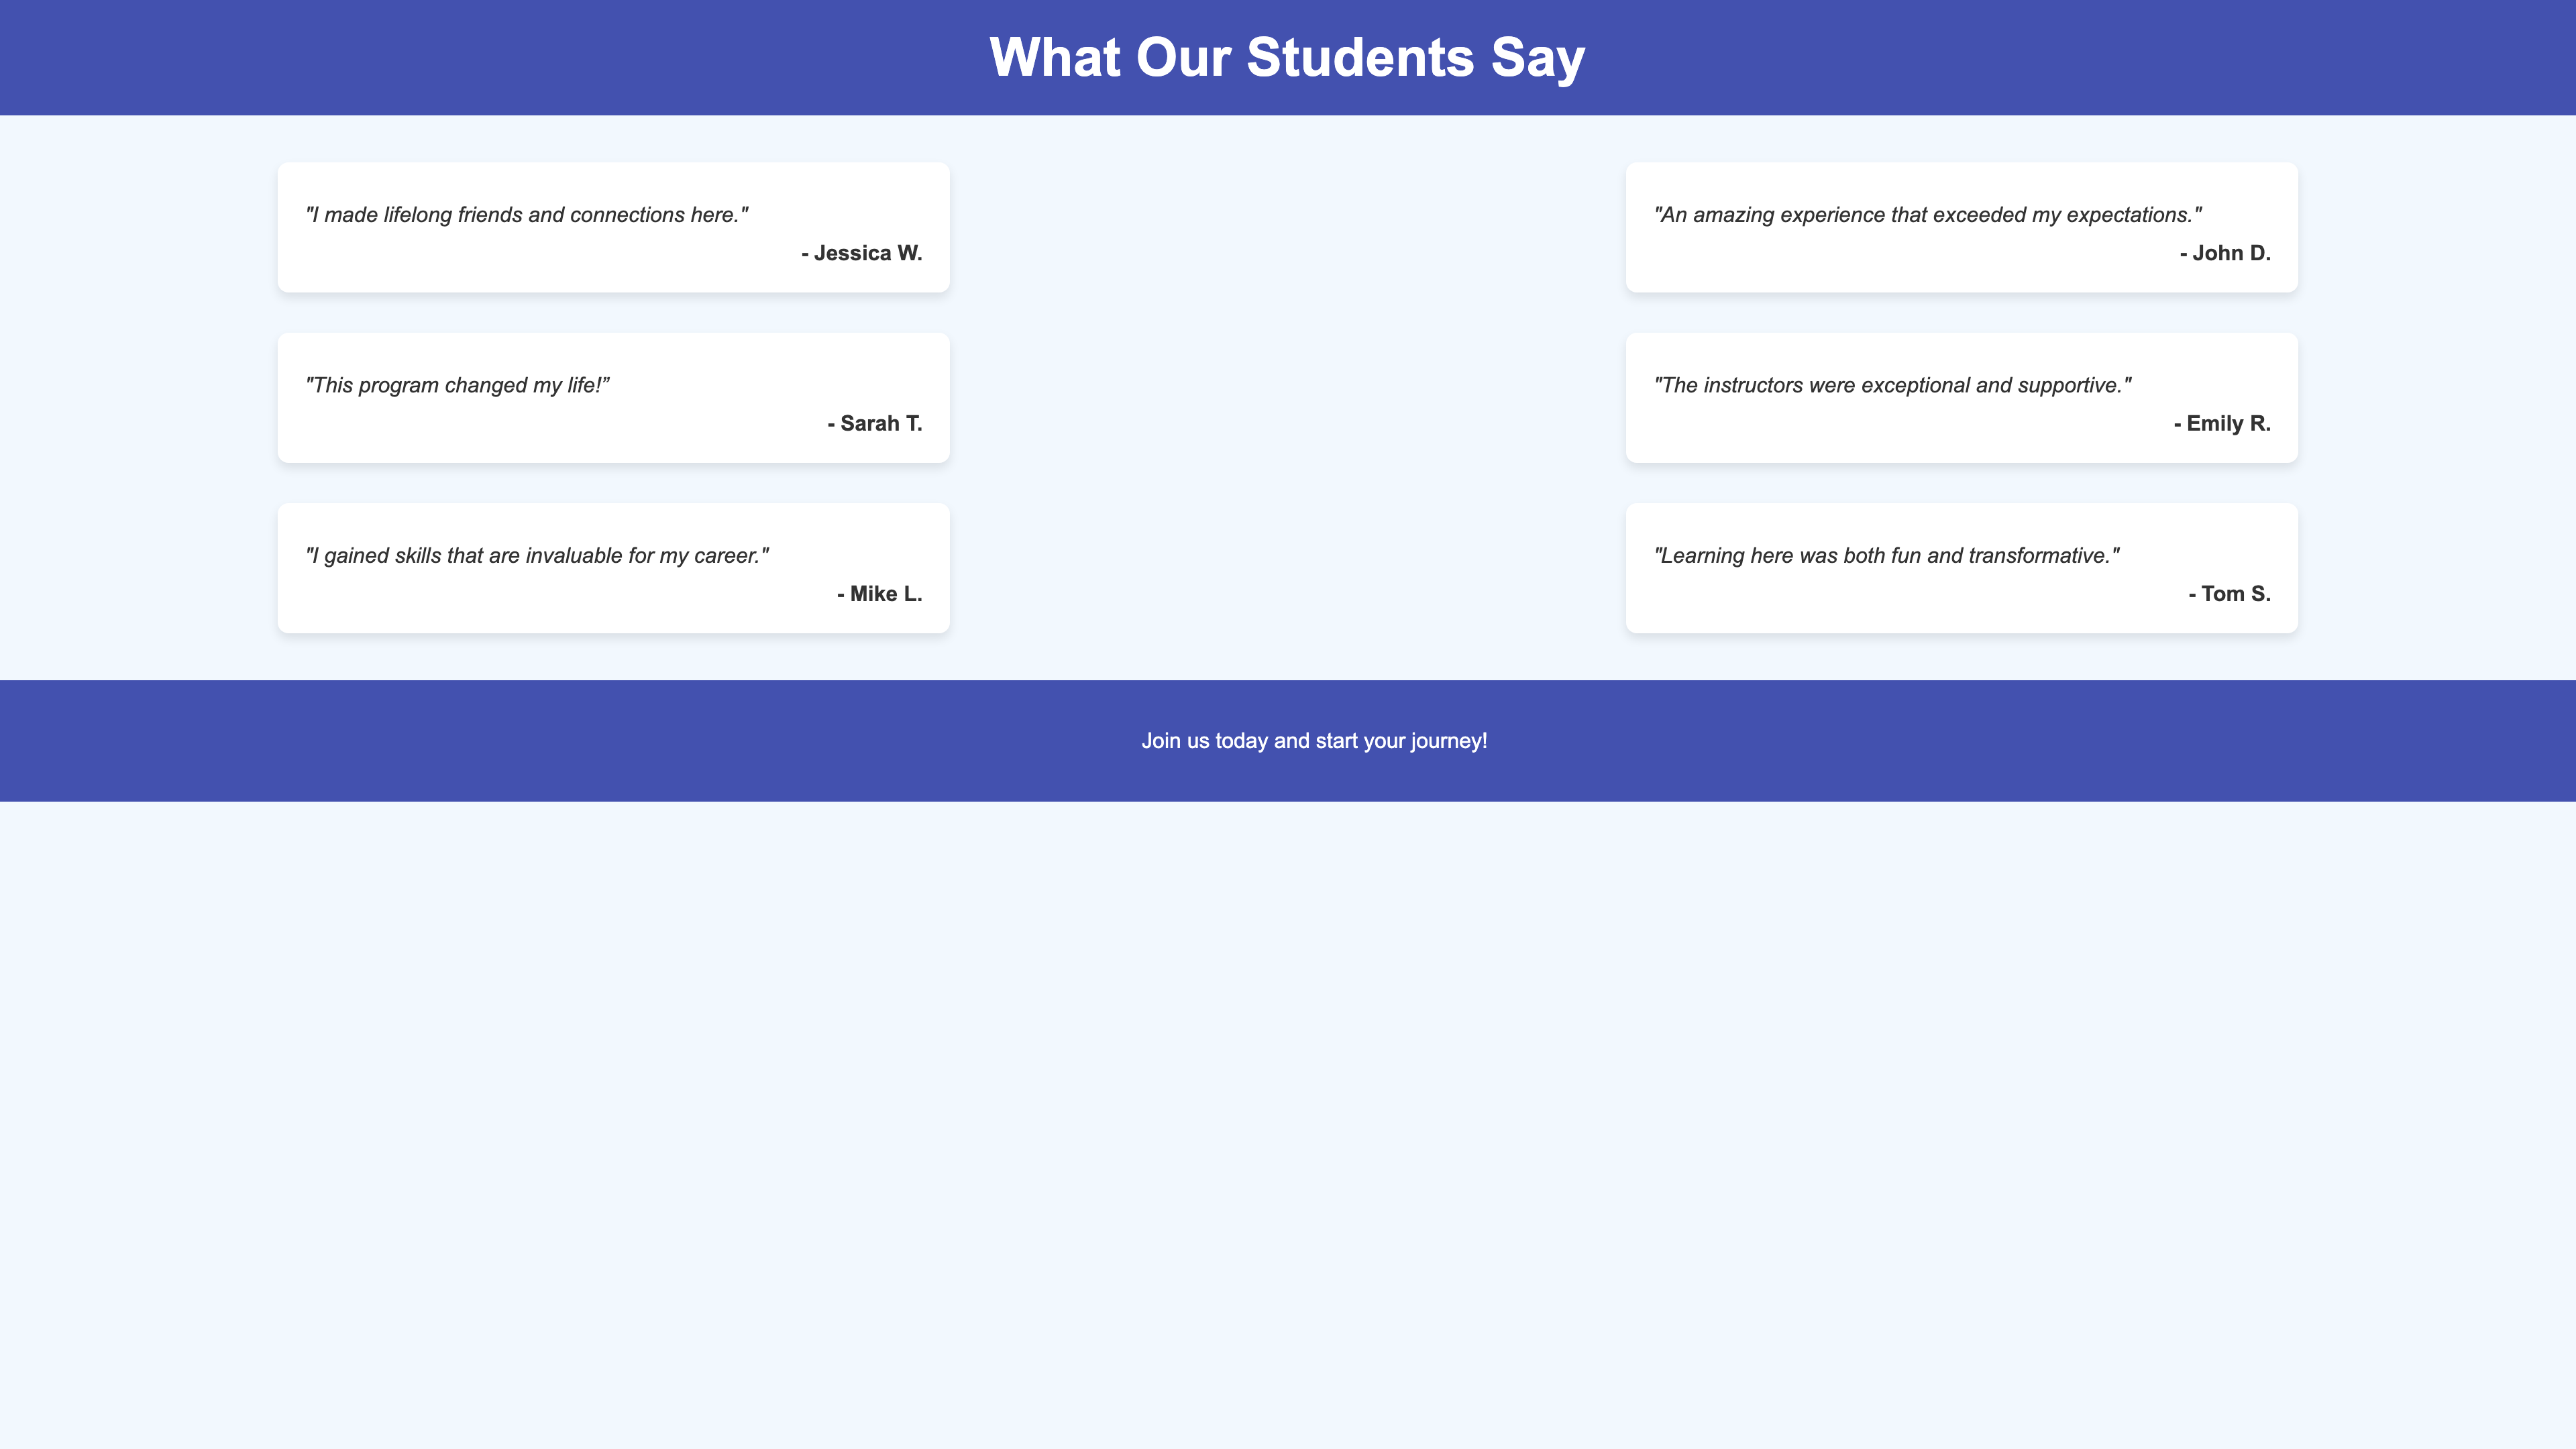 What Our Students Say
"I made lifelong friends and connections here."
- Jessica W.
"An amazing experience that exceeded my expectations."
- John D.
"This program changed my life!”
- Sarah T.
"The instructors were exceptional and supportive."
- Emily R.
"I gained skills that are invaluable for my career."
- Mike L.
"Learning here was both fun and transformative."
- Tom S.
Join us today and start your journey!